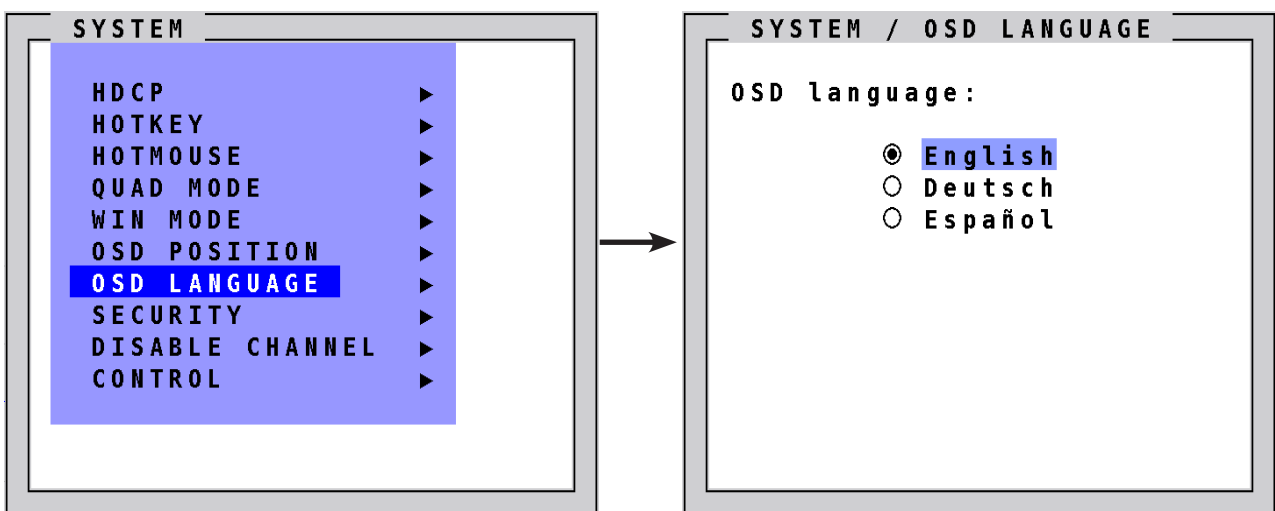 SYSTEM
HDCP ▶
HOTKEY ▶
HOTMOUSE ▶
QUAD MODE ▶
WIN MODE ▶
OSD POSITION ▶
OSD LANGUAGE ▶
SECURITY ▶
DISABLE CHANNEL ▶
CONTROL ▶
SYSTEM / OSD LANGUAGE
OSD language:
English
Deutsch
Español